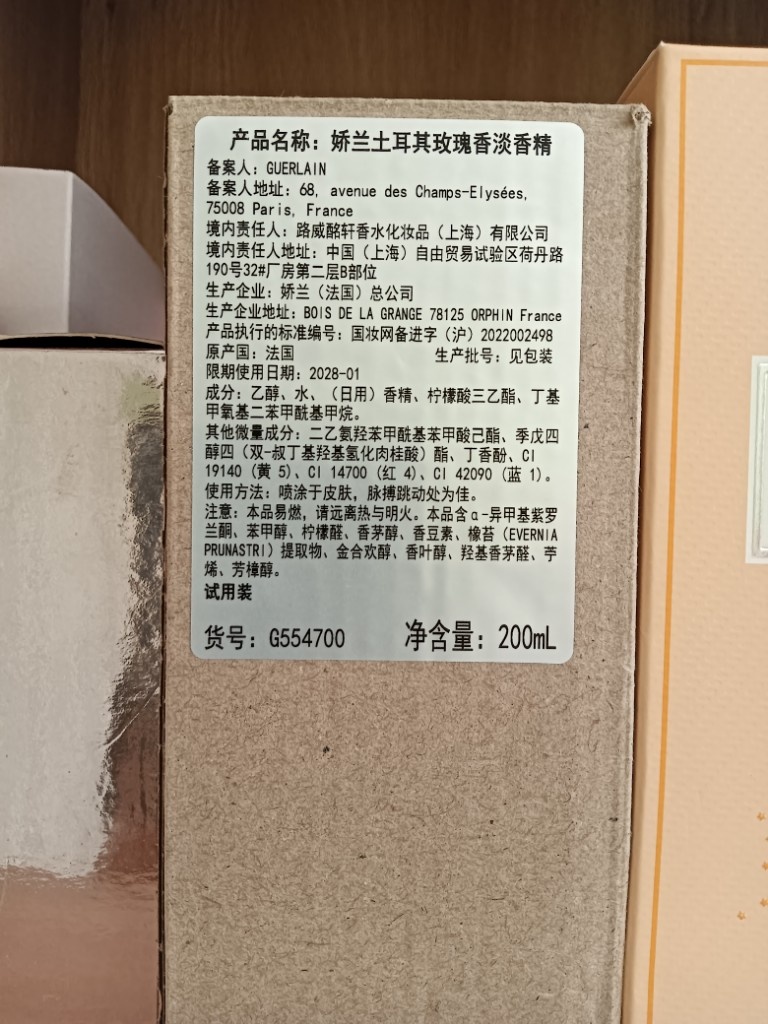 产品名称：娇兰土耳其玫瑰香淡香精
备案人：GUERLAIN
备案人地址：68, avenue des Champs-Elysées,
75008 Paris, France
境内责任人：路威酩轩香水化妆品（上海）有限公司
境内责任人地址：中国（上海）自由贸易试验区荷丹路
190号32#厂房第二层B部位
生产企业：娇兰（法国）总公司
生产企业地址：BOIS DE LA GRANGE 78125 ORPHIN France
产品执行的标准编号：国妆网备进字（沪）2022002498
原产国：法国 生产批号：见包装
限期使用日期：2028-01
成分：乙醇、水、（日用）香精、柠檬酸三乙酯、丁基
甲氧基二苯甲酰基甲烷。
其他微量成分：二乙氨羟苯甲酰基苯甲酸己酯、季戊四
醇四（双-叔丁基羟基氢化肉桂酸）酯、丁香酚、CI
19140（黄 5）、CI 14700（红 4）、CI 42090（蓝 1）。
使用方法：喷涂于皮肤，脉搏跳动处为佳。
注意：本品易燃，请远离热与明火。本品含α-异甲基紫罗
兰酮、苯甲醇、柠檬醛、香茅醇、香豆素、橡苔（EVERNIA
PRUNASTRI）提取物、金合欢醇、香叶醇、羟基香茅醛、苧
烯、芳樟醇。
试用装
货号：G554700 净含量：200mL